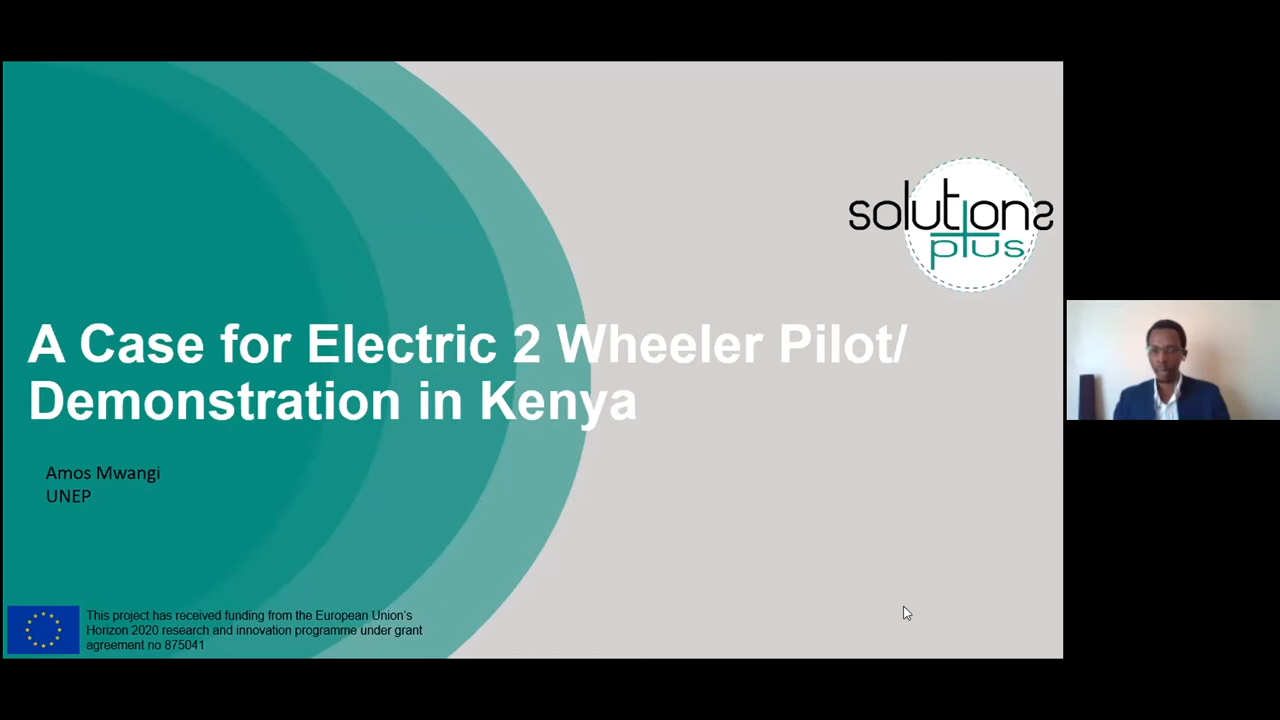 solutions
plus
A Case for Electric 2 Wheeler Pilot/
Demonstration in Kenya
Amos Mwangi
UNEP
This project has received funding from the European Union's
Horizon 2020 research and innovation programme under grant
agreement no 875041